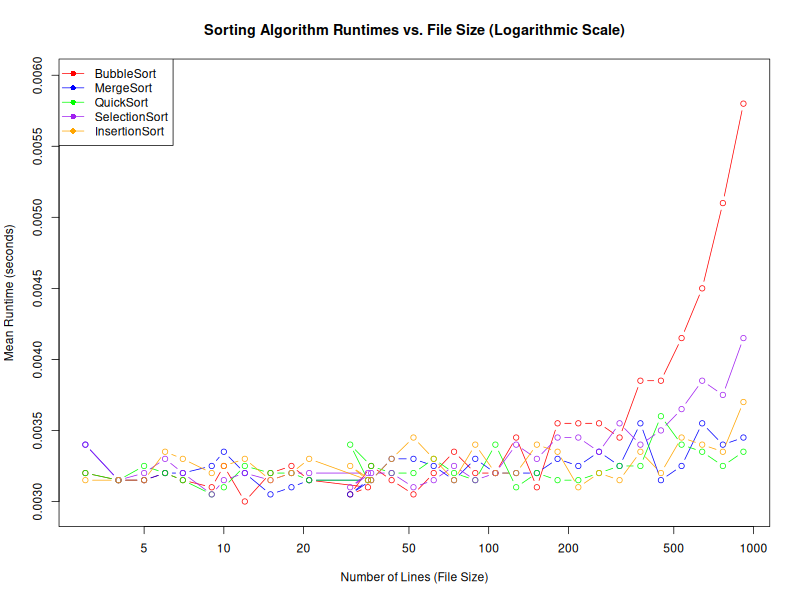 Sorting Algorithm Runtimes vs. File Size (Logarithmic Scale)
BubbleSort
MergeSort
QuickSort
SelectionSort
InsertionSort
Mean Runtime (seconds)
0.0060
0.0055
0.0050
0.0045
0.0040
0.0035
0.0030
5 10 20 50 100 200 500 1000
Number of Lines (File Size)